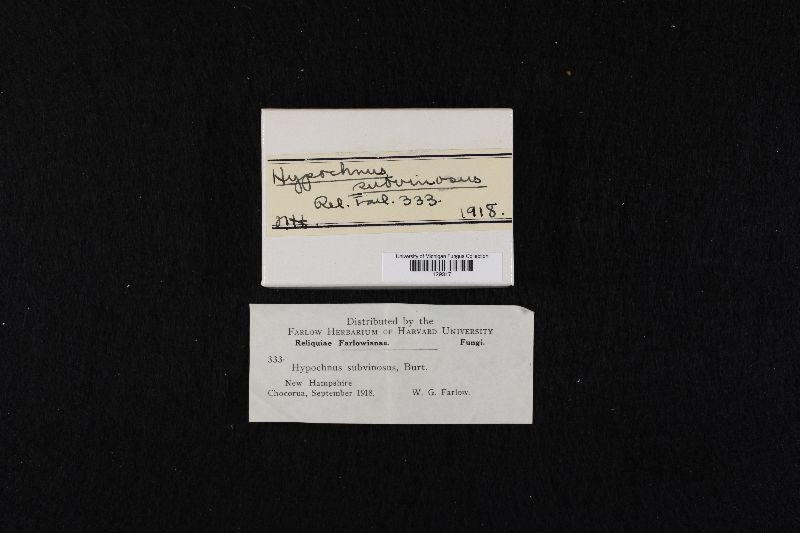 Hypochnus
subvinosus
Rel. Farl. 333.
N.H. 1918.
University of Michigan Fungus Collection
Distributed by the
Farlow Herbarium of Harvard University
Reliquiae Farlowianae. Fungi.
333.
Hypochnus subvinosus, Burt.
New Hampshire
Chocorua, September 1918. W. G. Farlow.